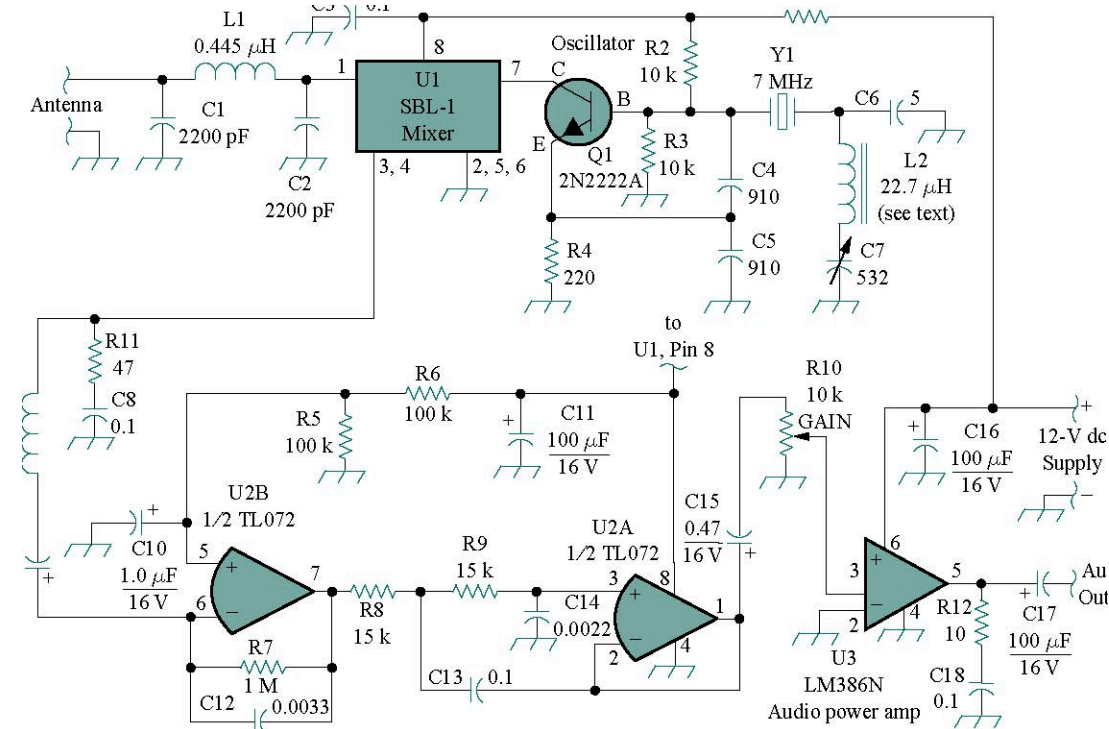 L1
0.445 μH
0.1
8
1
U1
SBL-1
Mixer
7
3, 4
2, 5, 6
Antenna
C1
2200 pF
C2
2200 pF
Oscillator
C
B
E
Q1
2N2222A
R2
10 k
R3
10 k
R4
220
C4
910
C5
910
Y1
7 MHz
C6
5
L2
22.7 μH
(see text)
C7
532
R11
47
C8
0.1
to
U1, Pin 8
R6
100 k
R5
100 k
C11
100 μF
16 V
+
R10
10 k
GAIN
C16
100 μF
16 V
+
+
12-V dc
Supply
−
U2B
1/2 TL072
+
C10
1.0 μF
16 V
+
5
+
6
−
7
R7
1 M
C12
0.0033
R8
15 k
R9
15 k
C13
0.1
C14
0.0022
U2A
1/2 TL072
3
+
8
2
−
4
1
C15
0.47
16 V
+
3
+
6
−
2
5
4
U3
LM386N
Audio power amp
R12
10
C18
0.1
+
C17
100 μF
16 V
Au
Out